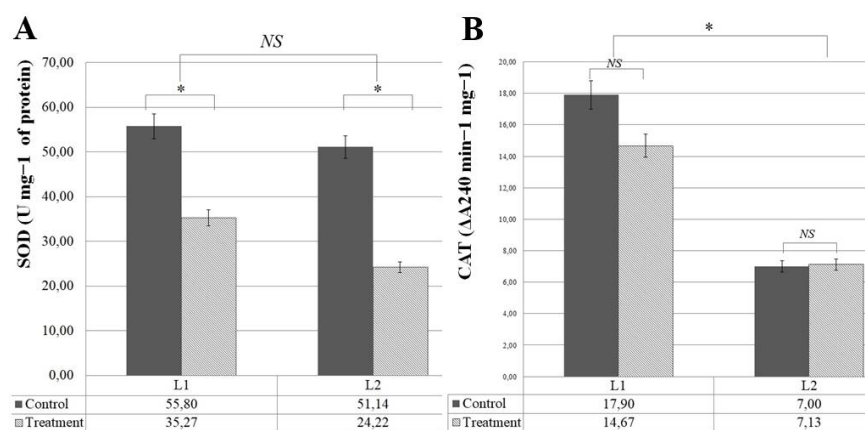 A
SOD (U mg−1 of protein)
NS
*
*
70,00
60,00
50,00
40,00
30,00
20,00
10,00
0,00
L1 L2
Control 55,80 51,14
Treatment 35,27 24,22
B
CAT (ΔA240 min−1 mg−1)
*
NS
NS
20,00
18,00
16,00
14,00
12,00
10,00
8,00
6,00
4,00
2,00
0,00
L1 L2
Control 17,90 7,00
Treatment 14,67 7,13